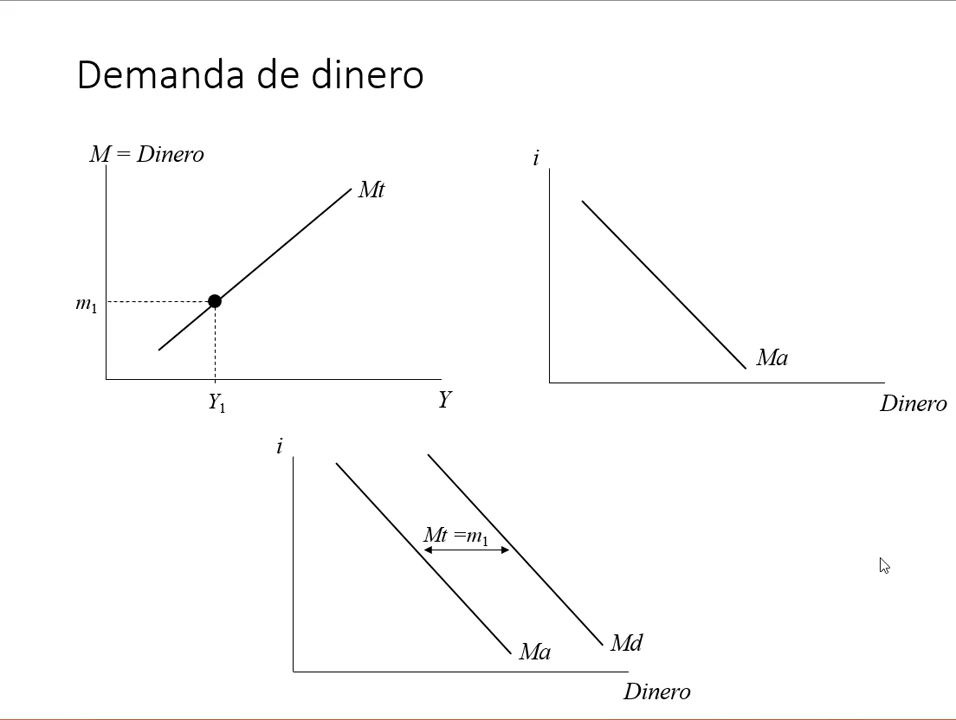 Demanda de dinero
M = Dinero
Mt
m₁
Y₁
Y
i
Ma
Dinero
i
Mt =m₁
Ma
Md
Dinero